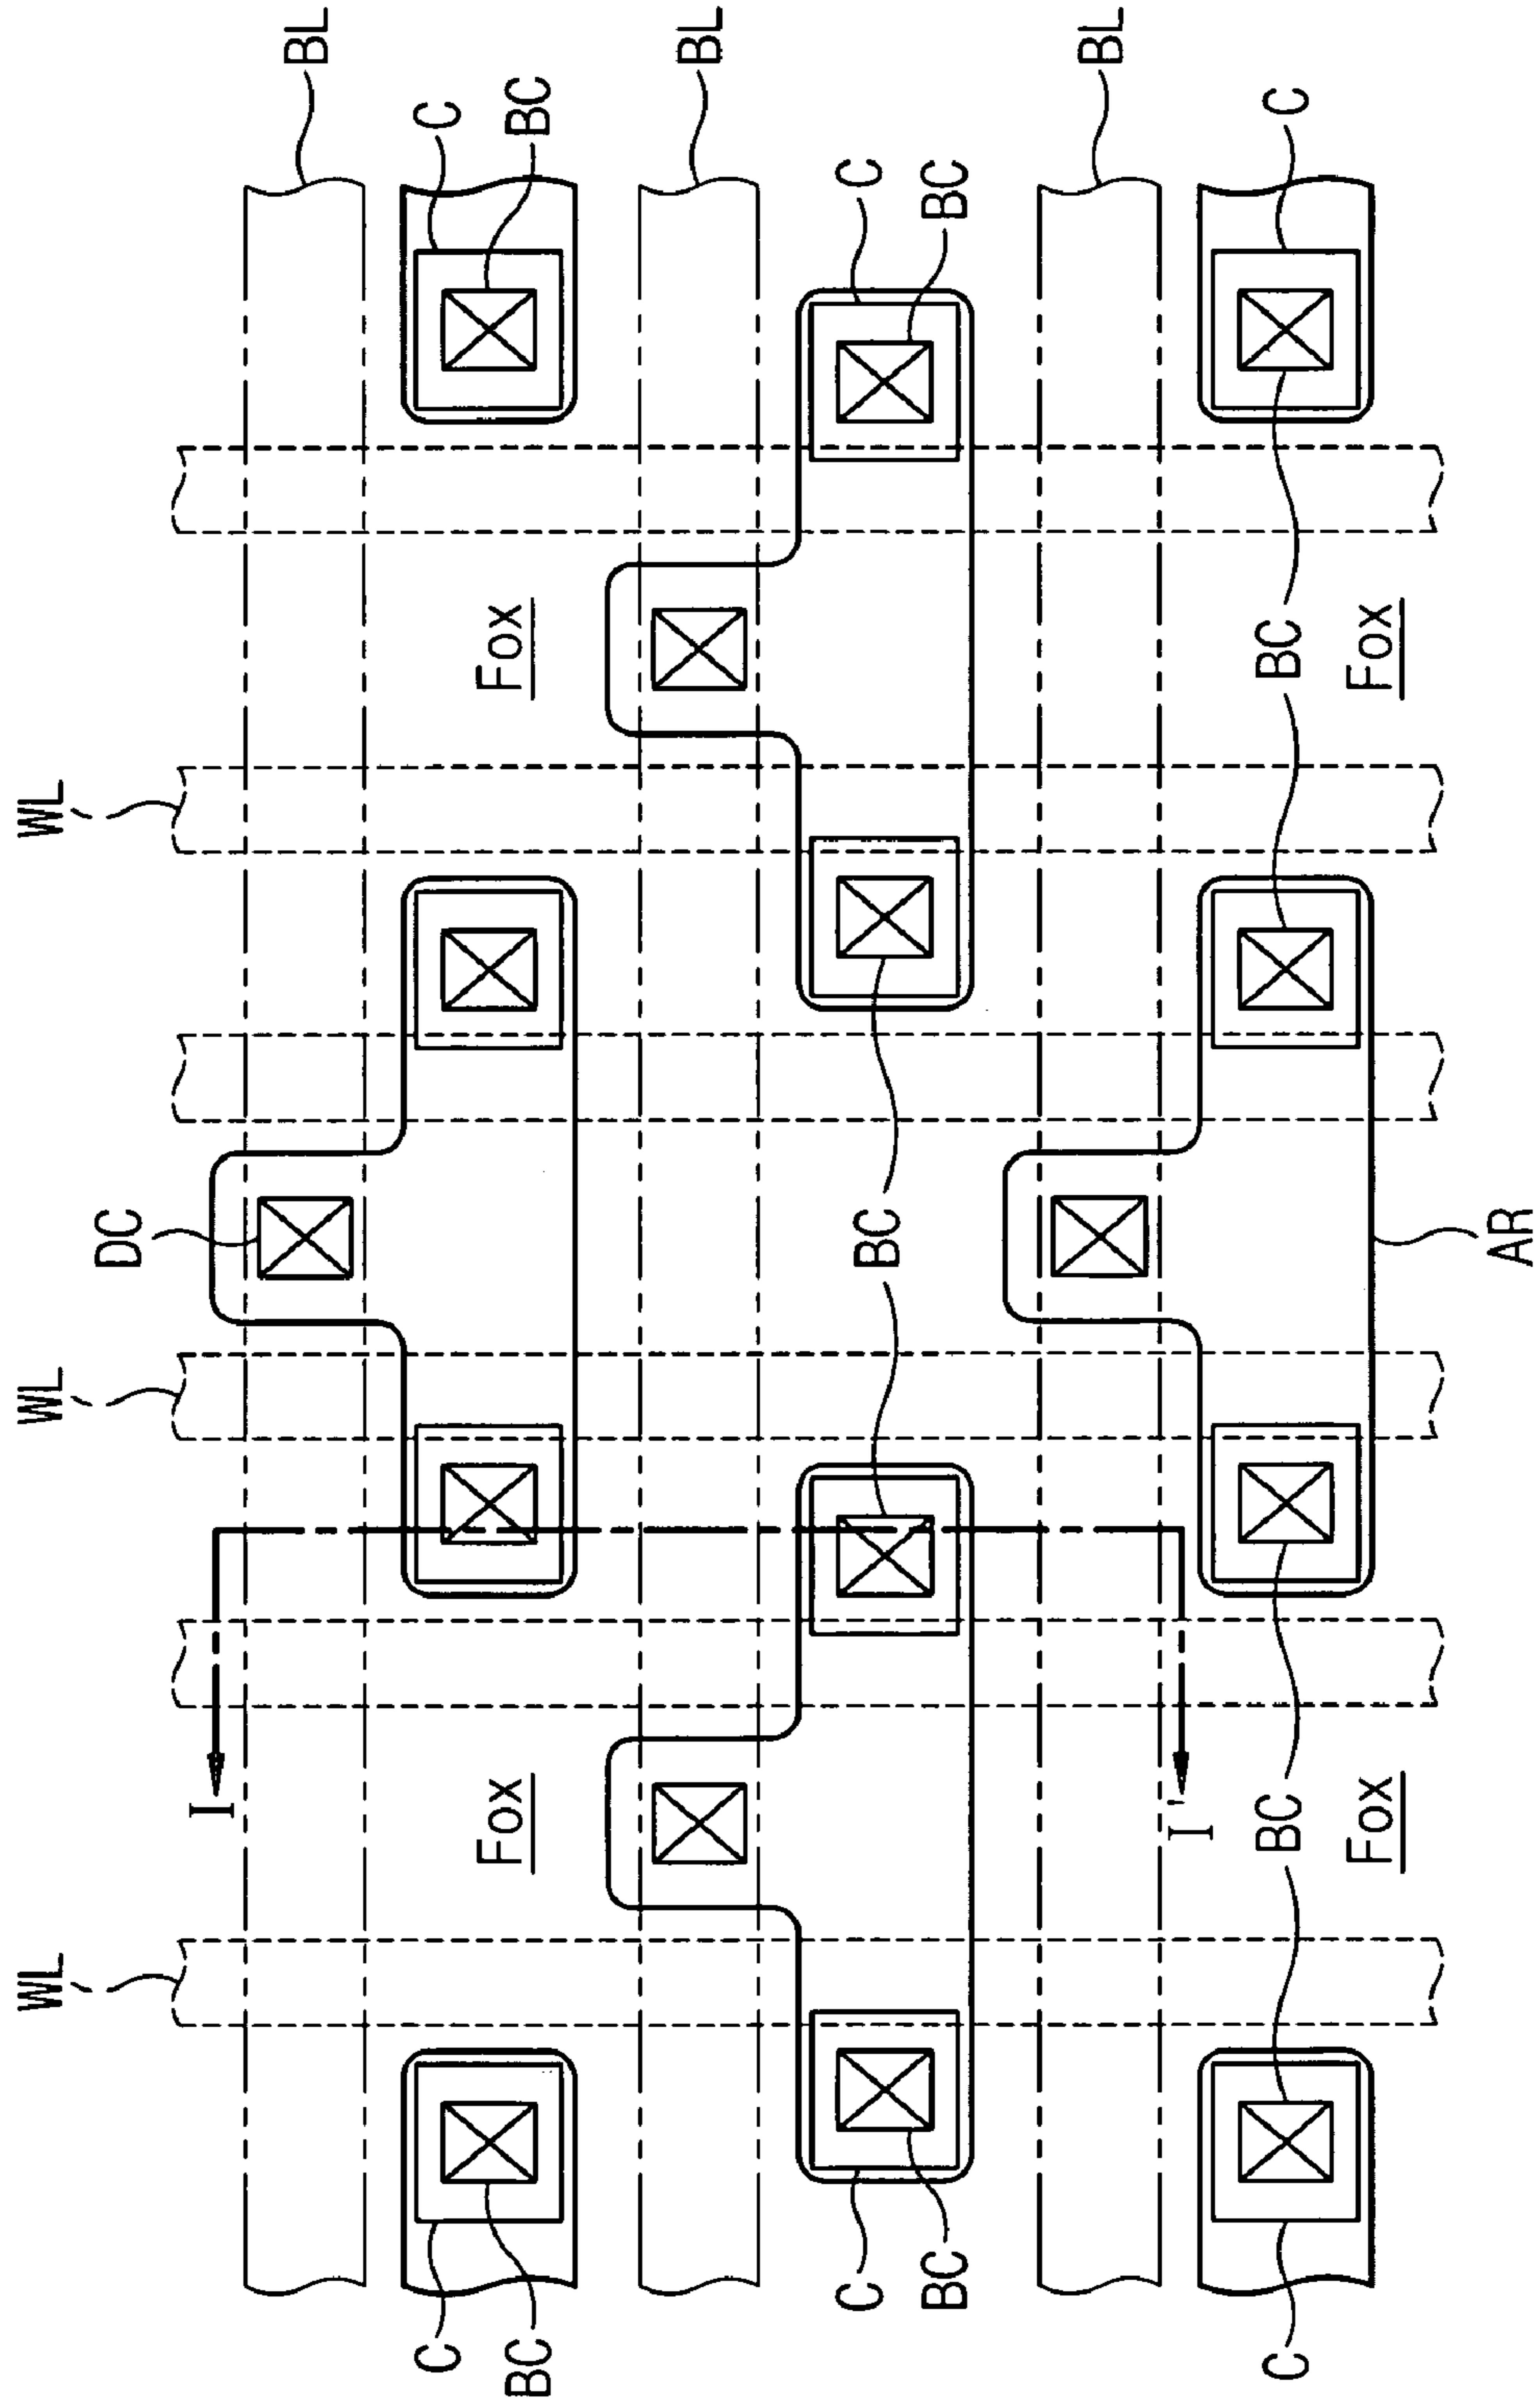 WL WL WL
DC
I
BL
C C
BC Fox Fox BC
BL
C BC C
BC BC
BL
I'
C BC BC C
Fox Fox
AR